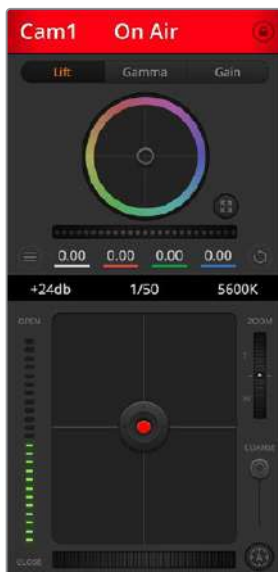 Cam1 On Air
Lift Gamma Gain
0.00 0.00 0.00 0.00
+24db 1/50 5600K
OPEN ZOOM
T
W
COARSE
CLOSE